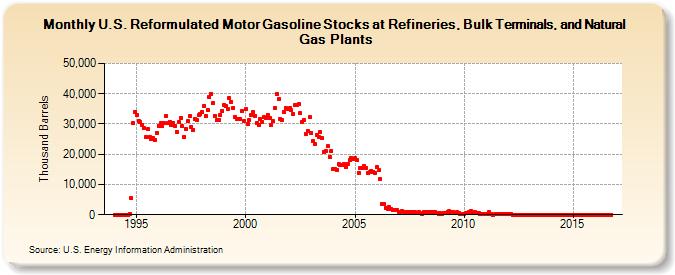 Monthly U.S. Reformulated Motor Gasoline Stocks at Refineries, Bulk Terminals, and Natural
Gas Plants
Thousand Barrels
50,000
40,000
30,000
20,000
10,000
0
1995
2000
2005
2010
2015
Source: U.S. Energy Information Administration